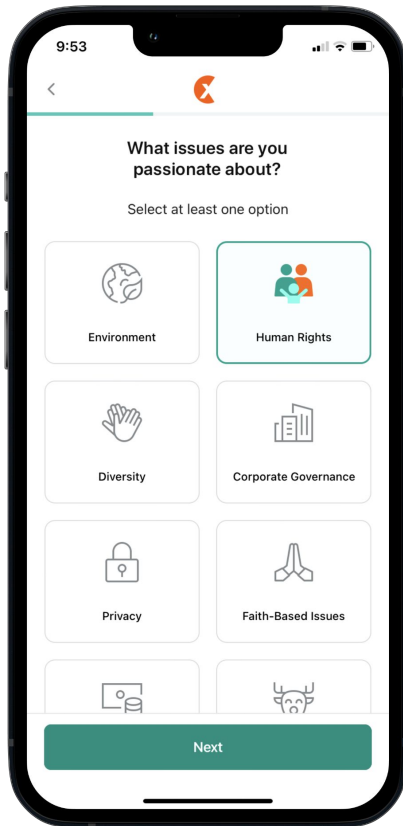 9:53
What issues are you
passionate about?
Select at least one option
Environment
Human Rights
Diversity
Corporate Governance
Privacy
Faith-Based Issues
Next